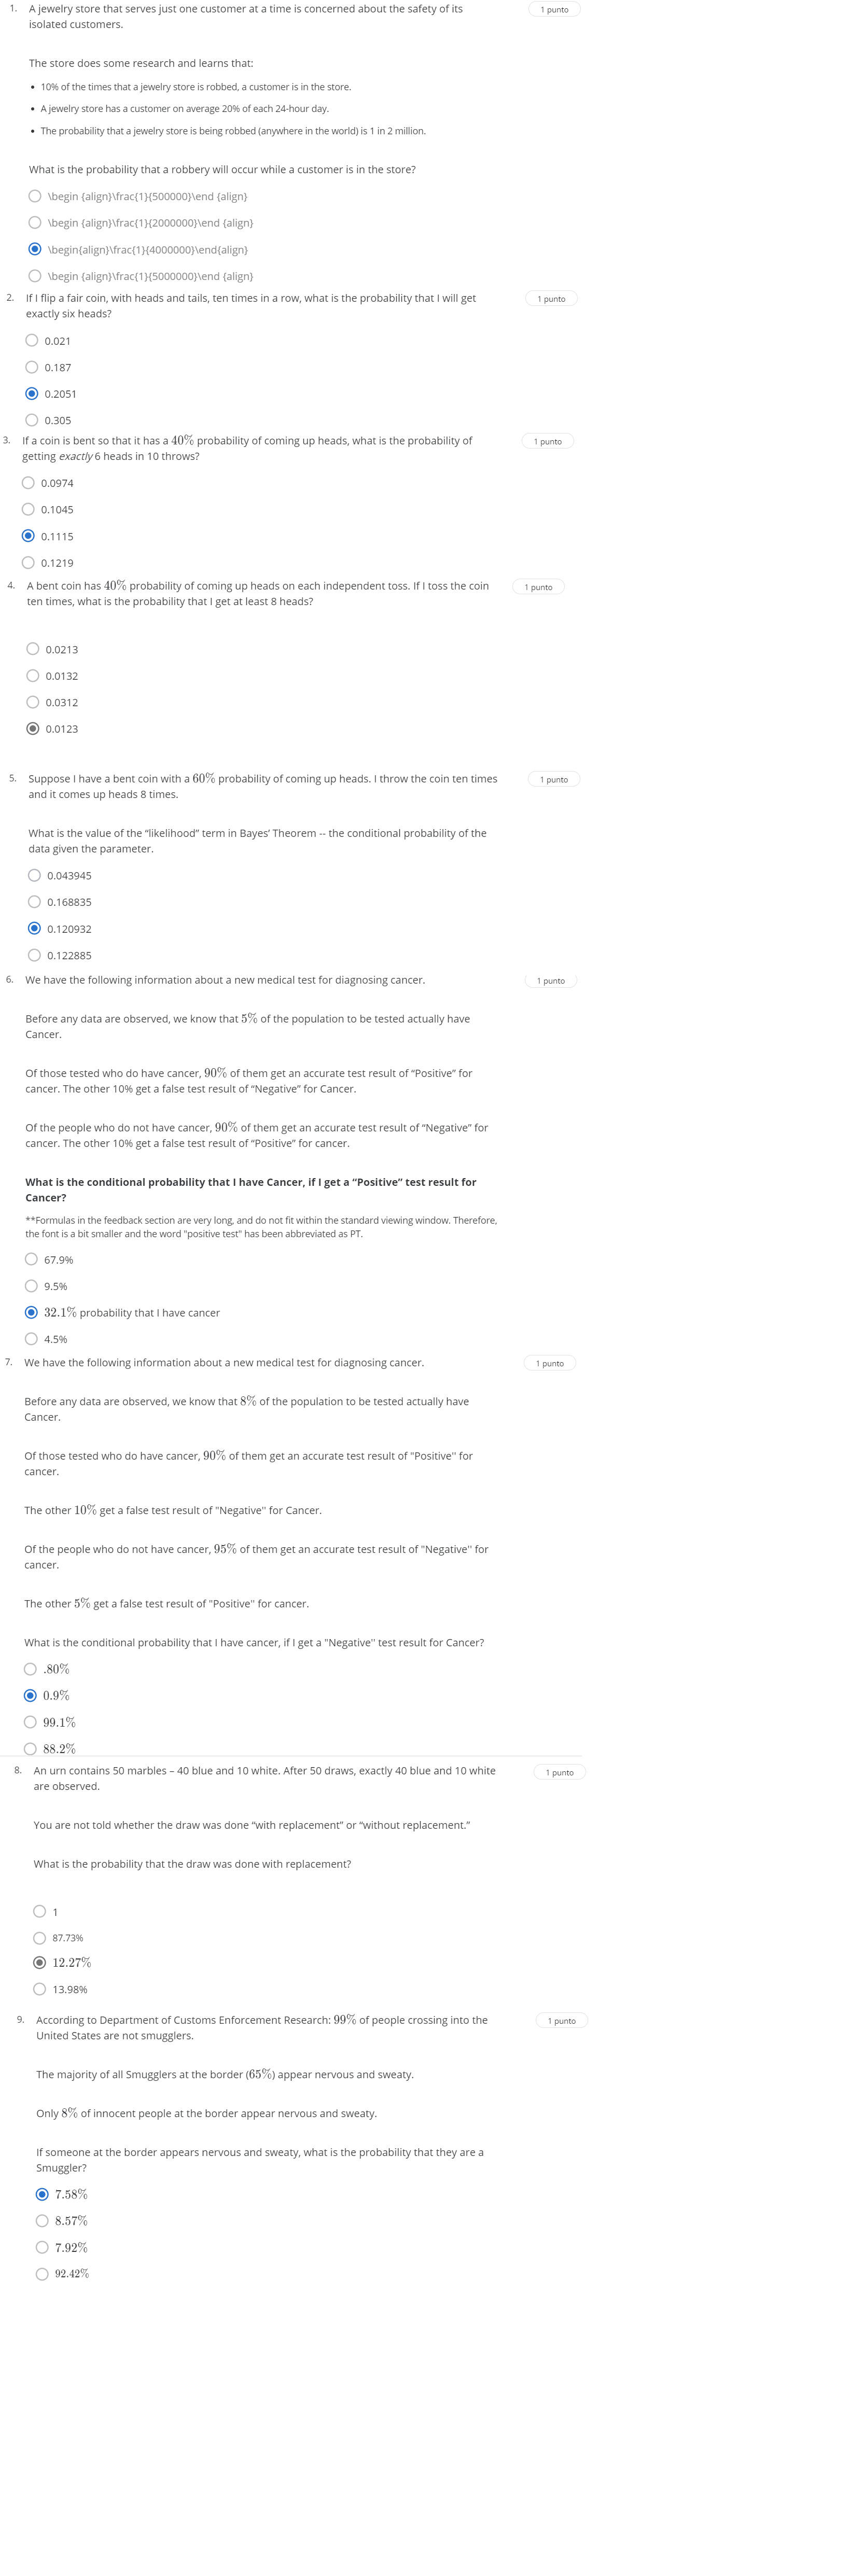 1. A jewelry store that serves just one customer at a time is concerned about the safety of its 1 punto
isolated customers.
The store does some research and learns that:
• 10% of the times that a jewelry store is robbed, a customer is in the store.
• A jewelry store has a customer on average 20% of each 24-hour day.
• The probability that a jewelry store is being robbed (anywhere in the world) is 1 in 2 million.
What is the probability that a robbery will occur while a customer is in the store?
\begin {align}\frac{1}{500000}\end {align}
\begin {align}\frac{1}{2000000}\end {align}
\begin{align}\frac{1}{4000000}\end{align}
\begin {align}\frac{1}{5000000}\end {align}
2. If I flip a fair coin, with heads and tails, ten times in a row, what is the probability that I will get 1 punto
exactly six heads?
0.021
0.187
0.2051
0.305
3. If a coin is bent so that it has a 40% probability of coming up heads, what is the probability of 1 punto
getting exactly 6 heads in 10 throws?
0.0974
0.1045
0.1115
0.1219
4. A bent coin has 40% probability of coming up heads on each independent toss. If I toss the coin 1 punto
ten times, what is the probability that I get at least 8 heads?
0.0213
0.0132
0.0312
0.0123
5. Suppose I have a bent coin with a 60% probability of coming up heads. I throw the coin ten times 1 punto
and it comes up heads 8 times.
What is the value of the “likelihood” term in Bayes’ Theorem -- the conditional probability of the
data given the parameter.
0.043945
0.168835
0.120932
0.122885
6. We have the following information about a new medical test for diagnosing cancer. 1 punto
Before any data are observed, we know that 5% of the population to be tested actually have
Cancer.
Of those tested who do have cancer, 90% of them get an accurate test result of “Positive” for
cancer. The other 10% get a false test result of “Negative” for Cancer.
Of the people who do not have cancer, 90% of them get an accurate test result of “Negative” for
cancer. The other 10% get a false test result of “Positive” for cancer.
What is the conditional probability that I have Cancer, if I get a “Positive” test result for
Cancer?
**Formulas in the feedback section are very long, and do not fit within the standard viewing window. Therefore,
the font is a bit smaller and the word "positive test" has been abbreviated as PT.
67.9%
9.5%
32.1% probability that I have cancer
4.5%
7. We have the following information about a new medical test for diagnosing cancer. 1 punto
Before any data are observed, we know that 8% of the population to be tested actually have
Cancer.
Of those tested who do have cancer, 90% of them get an accurate test result of "Positive'' for
cancer.
The other 10% get a false test result of "Negative'' for Cancer.
Of the people who do not have cancer, 95% of them get an accurate test result of "Negative'' for
cancer.
The other 5% get a false test result of "Positive'' for cancer.
What is the conditional probability that I have cancer, if I get a "Negative'' test result for Cancer?
.80%
0.9%
99.1%
88.2%
8. An urn contains 50 marbles – 40 blue and 10 white. After 50 draws, exactly 40 blue and 10 white 1 punto
are observed.
You are not told whether the draw was done “with replacement” or “without replacement.”
What is the probability that the draw was done with replacement?
1
87.73%
12.27%
13.98%
9. According to Department of Customs Enforcement Research: 99% of people crossing into the 1 punto
United States are not smugglers.
The majority of all Smugglers at the border (65%) appear nervous and sweaty.
Only 8% of innocent people at the border appear nervous and sweaty.
If someone at the border appears nervous and sweaty, what is the probability that they are a
Smuggler?
7.58%
8.57%
7.92%
92.42%